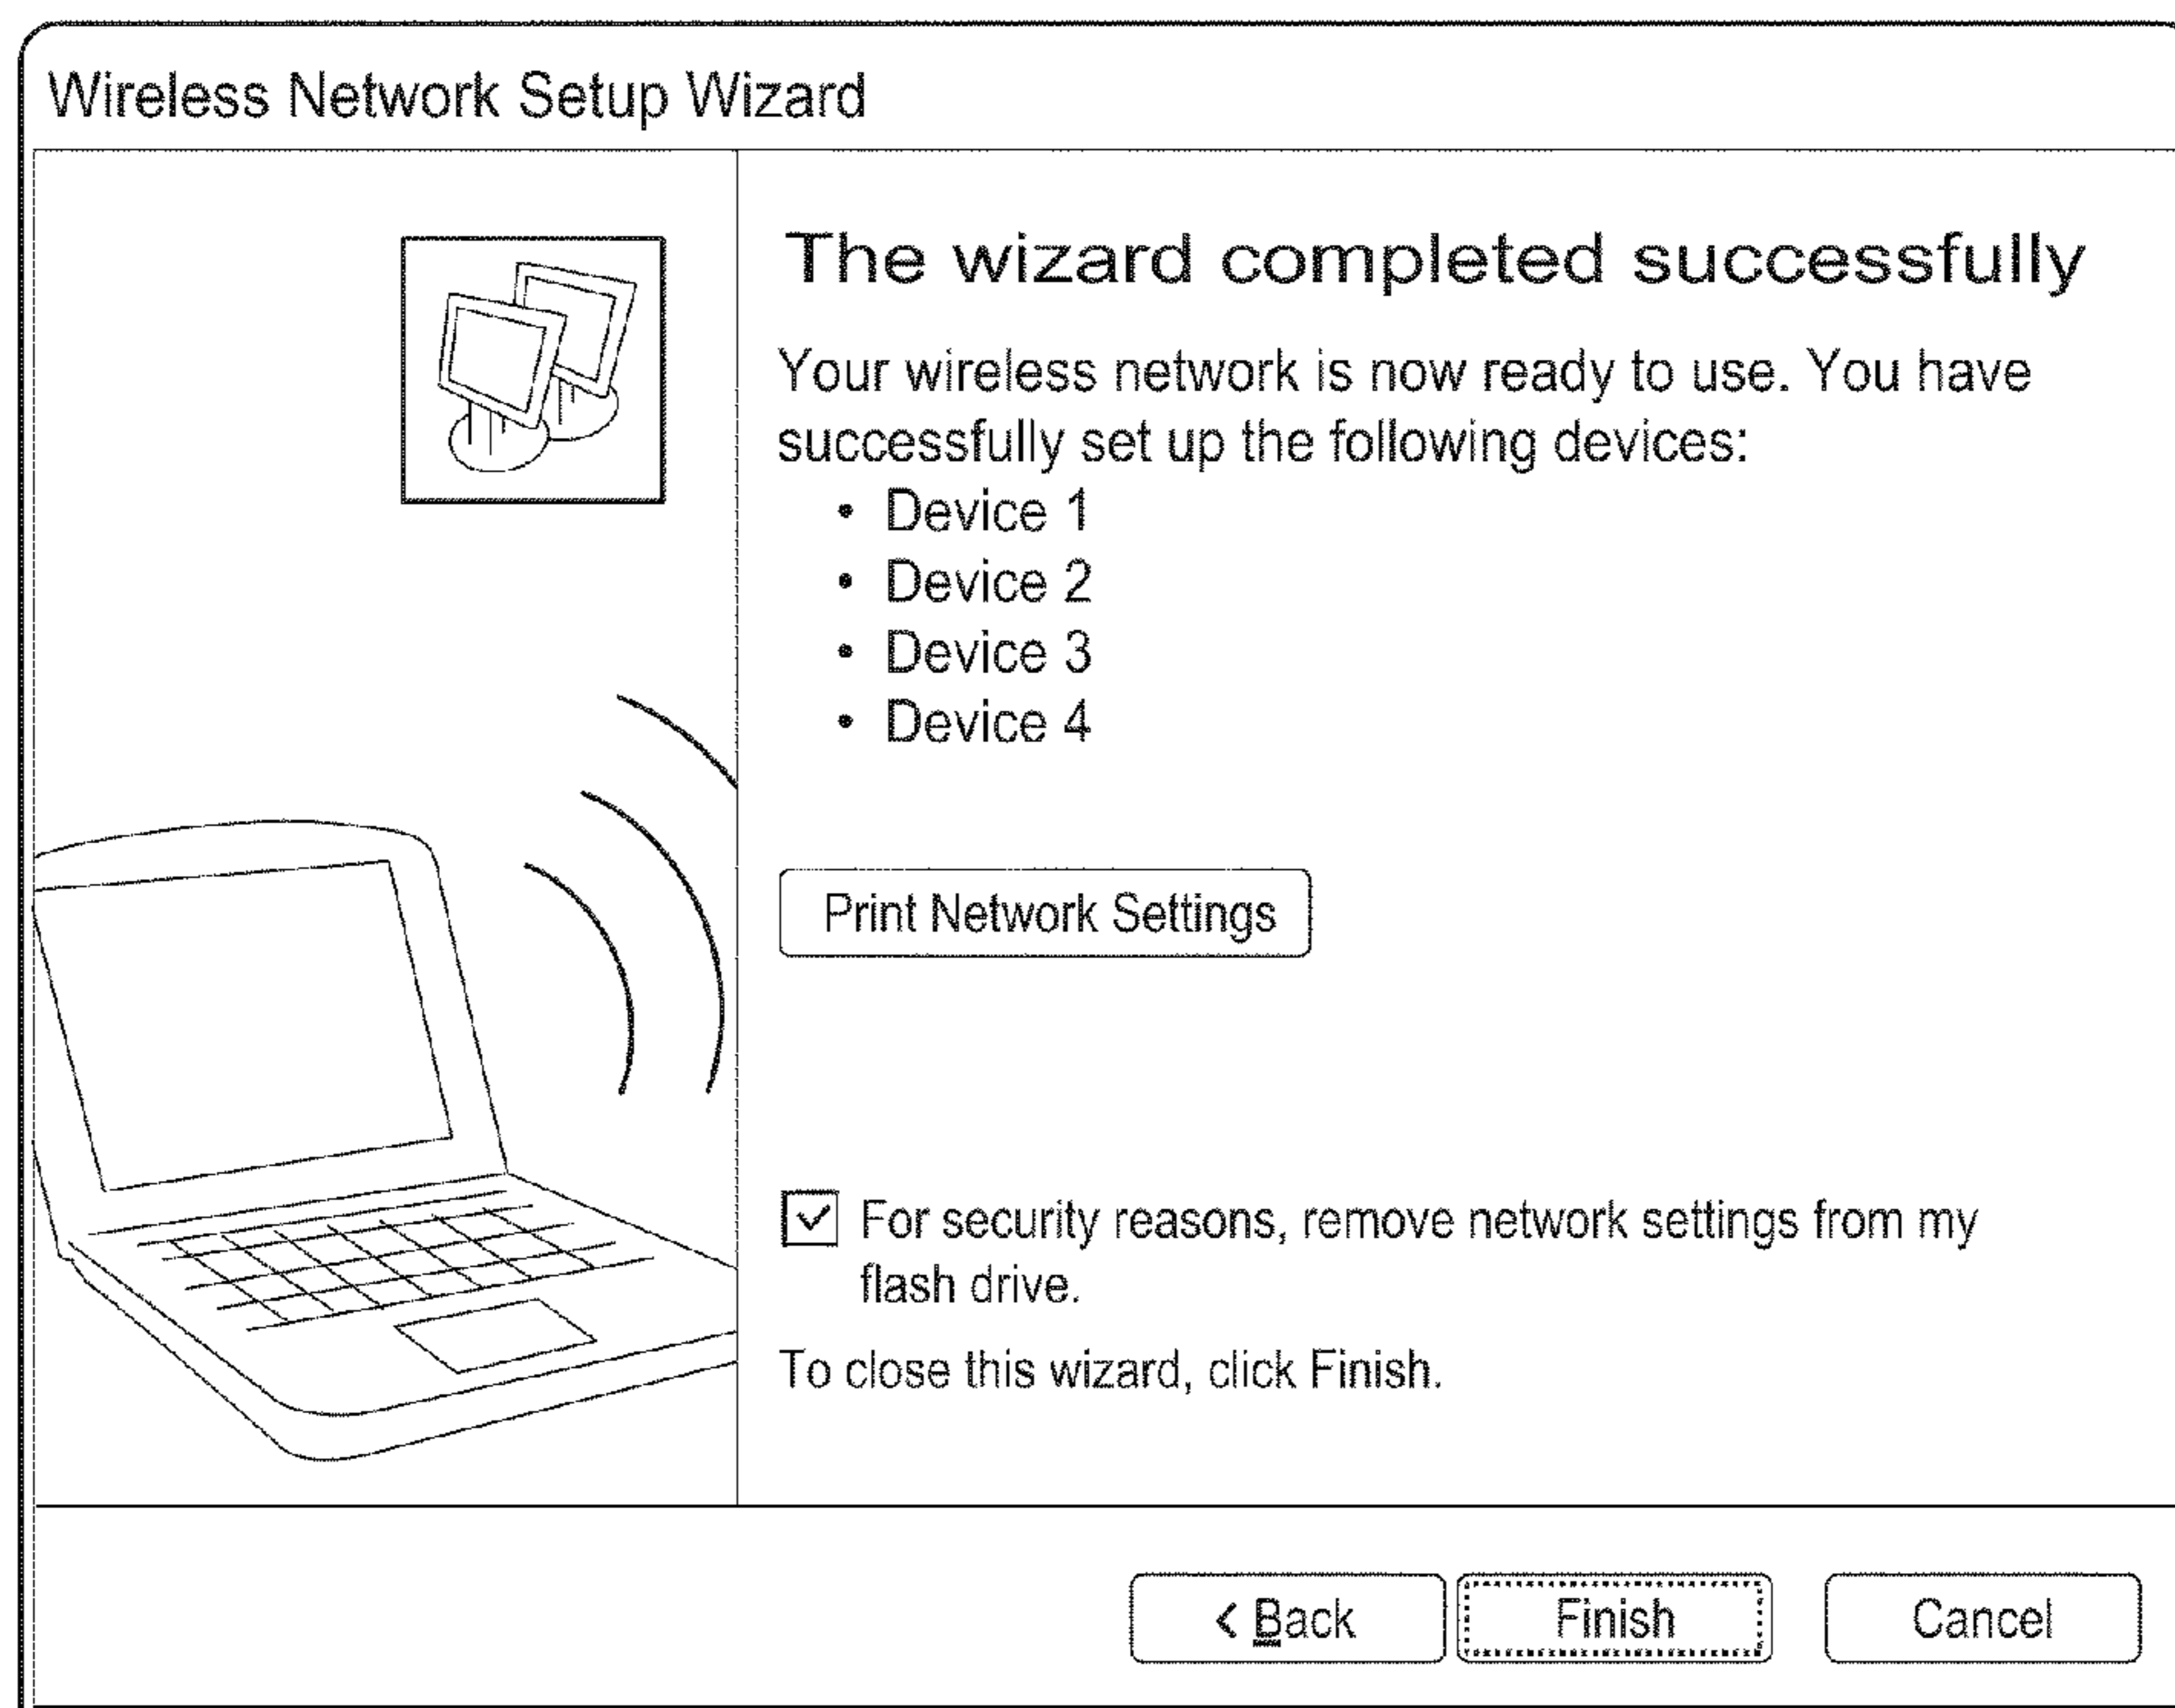 Wireless Network Setup Wizard
The wizard completed successfully
Your wireless network is now ready to use. You have
successfully set up the following devices:
• Device 1
• Device 2
• Device 3
• Device 4
Print Network Settings
For security reasons, remove network settings from my
flash drive.
To close this wizard, click Finish.
< Back
Finish
Cancel